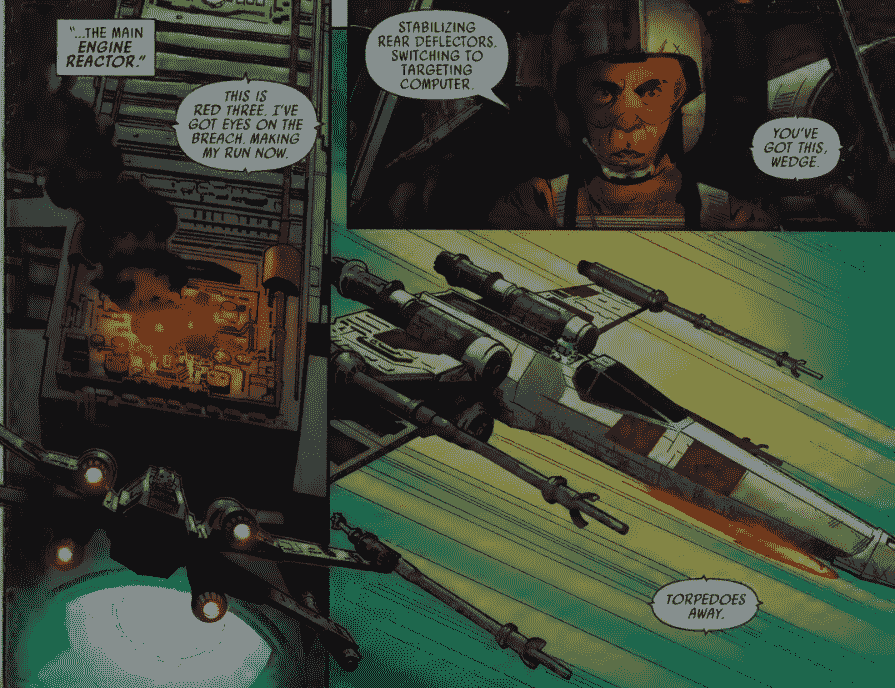 "...THE MAIN
ENGINE
REACTOR."
THIS IS
RED THREE. I'VE
GOT EYES ON THE
BREACH. MAKING
MY RUN NOW.
STABILIZING
REAR DEFLECTORS.
SWITCHING TO
TARGETING
COMPUTER.
YOU'VE
GOT THIS,
WEDGE.
TORPEDOES
AWAY.